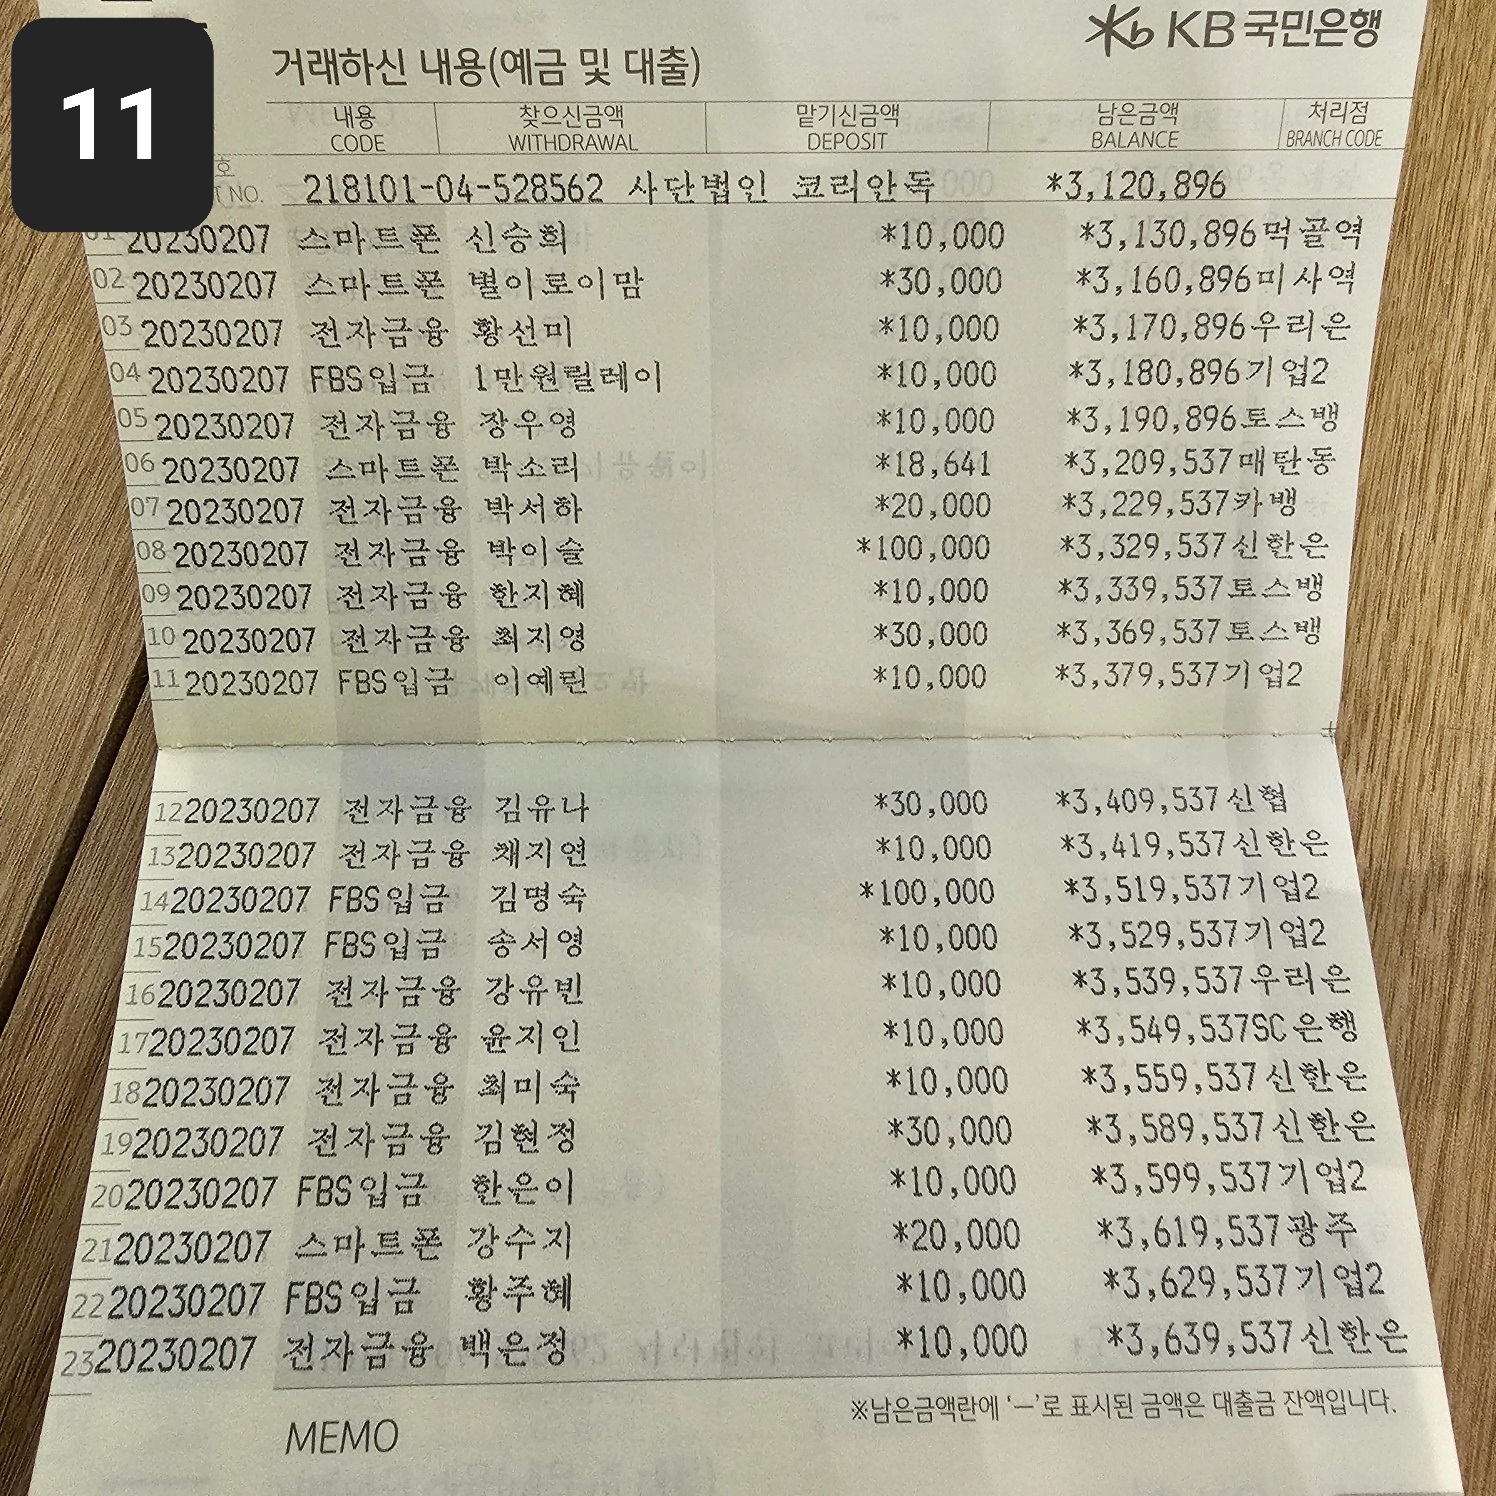 11
KB 국민은행
거래하신 내용(예금 및 대출)
내용 찾으신금액 맡기신금액 남은금액 처리점
CODE WITHDRAWAL DEPOSIT BALANCE BRANCH CODE
호
NO. 218101-04-528562 사단법인 코리안독 *3,120,896
01 20230207 스마트폰 신승희 *10,000 *3,130,896 먹골역
02 20230207 스마트폰 별이로이맘 *30,000 *3,160,896 미사역
03 20230207 전자금융 황선미 *10,000 *3,170,896 우리은
04 20230207 FBS입금 1만원릴레이 *10,000 *3,180,896 기업2
05 20230207 전자금융 장우영 *10,000 *3,190,896 토스뱅
06 20230207 스마트폰 박소리 *18,641 *3,209,537 매탄동
07 20230207 전자금융 박서하 *20,000 *3,229,537 카뱅
08 20230207 전자금융 박이슬 *100,000 *3,329,537 신한은
09 20230207 전자금융 한지혜 *10,000 *3,339,537 토스뱅
10 20230207 전자금융 최지영 *30,000 *3,369,537 토스뱅
11 20230207 FBS입금 이예린 *10,000 *3,379,537 기업2
12 20230207 전자금융 김유나 *30,000 *3,409,537 신협
13 20230207 전자금융 채지연 *10,000 *3,419,537 신한은
14 20230207 FBS입금 김명숙 *100,000 *3,519,537 기업2
15 20230207 FBS입금 송서영 *10,000 *3,529,537 기업2
16 20230207 전자금융 강유빈 *10,000 *3,539,537 우리은
17 20230207 전자금융 윤지인 *10,000 *3,549,537 SC은행
18 20230207 전자금융 최미숙 *10,000 *3,559,537 신한은
19 20230207 전자금융 김현정 *30,000 *3,589,537 신한은
20 20230207 FBS입금 한은이 *10,000 *3,599,537 기업2
21 20230207 스마트폰 강수지 *20,000 *3,619,537 광주
22 20230207 FBS입금 황주혜 *10,000 *3,629,537 기업2
23 20230207 전자금융 백은정 *10,000 *3,639,537 신한은
※남은금액란에 ‘－’로 표시된 금액은 대출금 잔액입니다.
MEMO